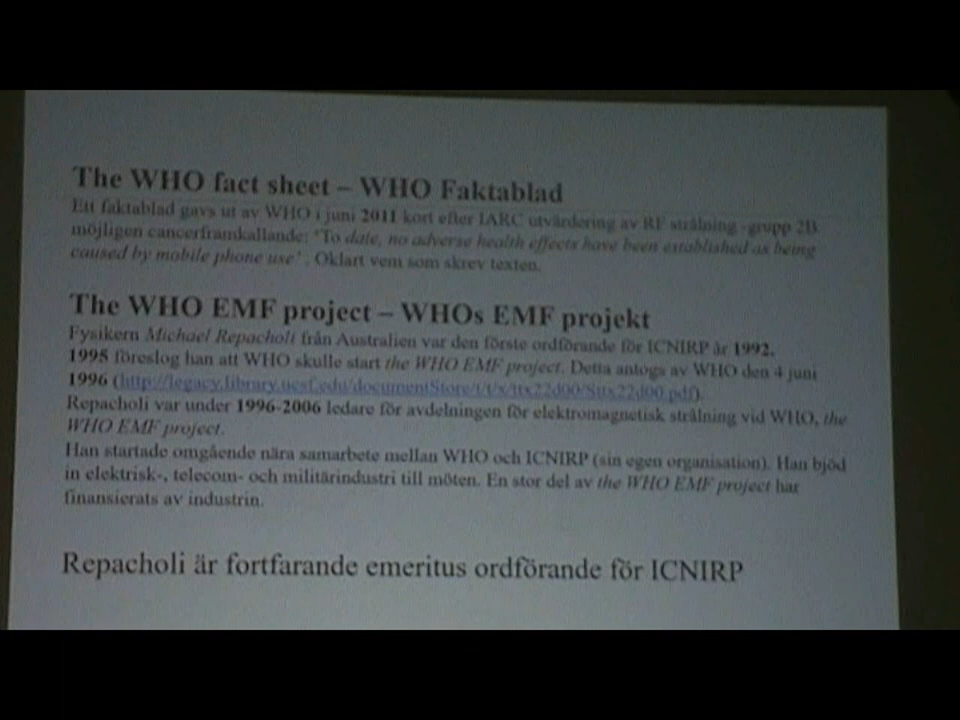 The WHO fact sheet – WHO Faktablad
Ett faktablad gavs ut av WHO i juni 2011 kort efter IARC utvärdering av RF strålning -grupp 2B
möjligen cancerframkallande: "To date, no adverse health effects have been established as being
caused by mobile phone use" . Oklart vem som skrev texten.
The WHO EMF project – WHOs EMF projekt
Fysikern Michael Repacholi från Australien var den förste ordförande för ICNIRP år 1992.
1995 föreslog han att WHO skulle start the WHO EMF project. Detta antogs av WHO den 4 juni
1996 (http://legacy.library.ucsf.edu/documentStore/
Repacholi var under 1996-2006 ledare för avdelningen för elektromagnetisk strålning vid WHO, the
WHO EMF project.
Han startade omgående nära samarbete mellan WHO och ICNIRP (sin egen organisation). Han bjöd
in elektrisk-, telecom- och militärindustri till möten. En stor del av the WHO EMF project har
finansierats av industrin.
Repacholi är fortfarande emeritus ordförande för ICNIRP